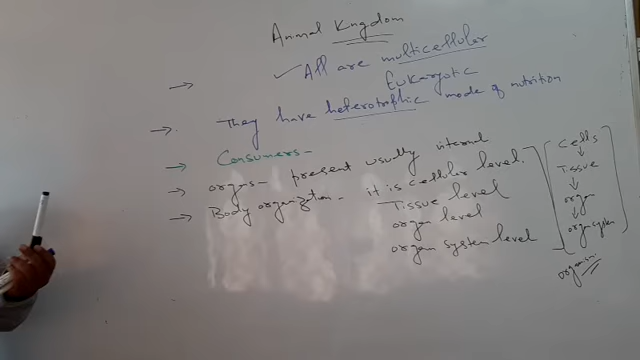 Animal Kngdom
→ ✓ All are multicellular
Eukaryotic
→ They have heterotrophic mode of nutrition
→ Consumers-
→ organs- present usually internal
→ Body organization- it is cellular level.
Tissue level
organ level
organ system level
Cells
↓
Tissue
↓
organ
↓
organ system
organism